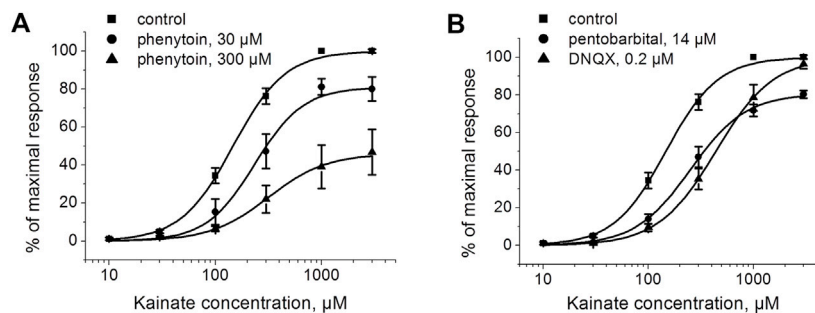 A
control
phenytoin, 30 µM
phenytoin, 300 µM
% of maximal response
100
80
60
40
20
0
10
100
1000
Kainate concentration, µM
B
control
pentobarbital, 14 µM
DNQX, 0.2 µM
% of maximal response
100
80
60
40
20
0
10
100
1000
Kainate concentration, µM